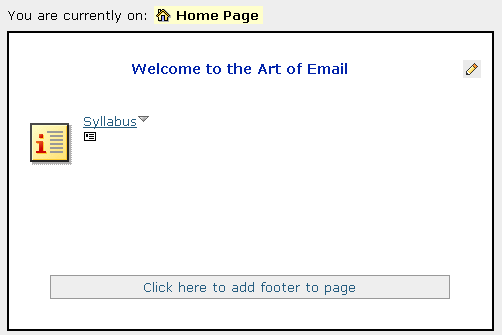 You are currently on: Home Page
Welcome to the Art of Email
Syllabus
Click here to add footer to page